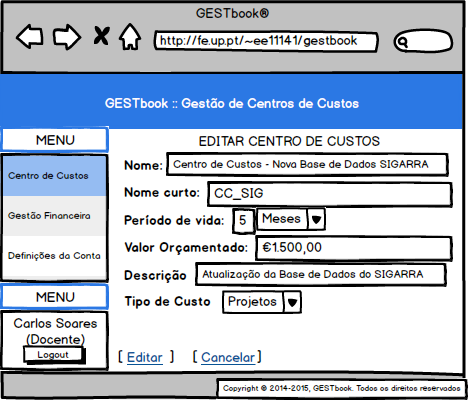 GESTbook®
http://fe.up.pt/~ee11141/gestbook
GESTbook :: Gestão de Centros de Custos
MENU
Centro de Custos
Gestão Financeira
Definições da Conta
MENU
Carlos Soares
(Docente)
Logout
EDITAR CENTRO DE CUSTOS
Nome: Centro de Custos - Nova Base de Dados SIGARRA
Nome curto: CC_SIG
Período de vida: 5 Meses
Valor Orçamentado: €1.500,00
Descrição Atualização da Base de Dados do SIGARRA
Tipo de Custo Projetos
[ Editar ] [ Cancelar ]
Copyright © 2014-2015, GESTbook. Todos os direitos reservados